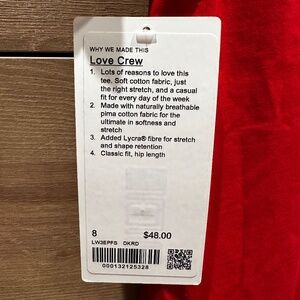 WHY WE MADE THIS
Love Crew
1. Lots of reasons to love this
tee. Soft cotton fabric, just
the right stretch, and a casual
fit for every day of the week
2. Made with naturally breathable
pima cotton fabric for the
ultimate in softness and
stretch
3. Added Lycra® fibre for stretch
and shape retention
4. Classic fit, hip length
8 $48.00
LW3EPFS DKRD
000132125328